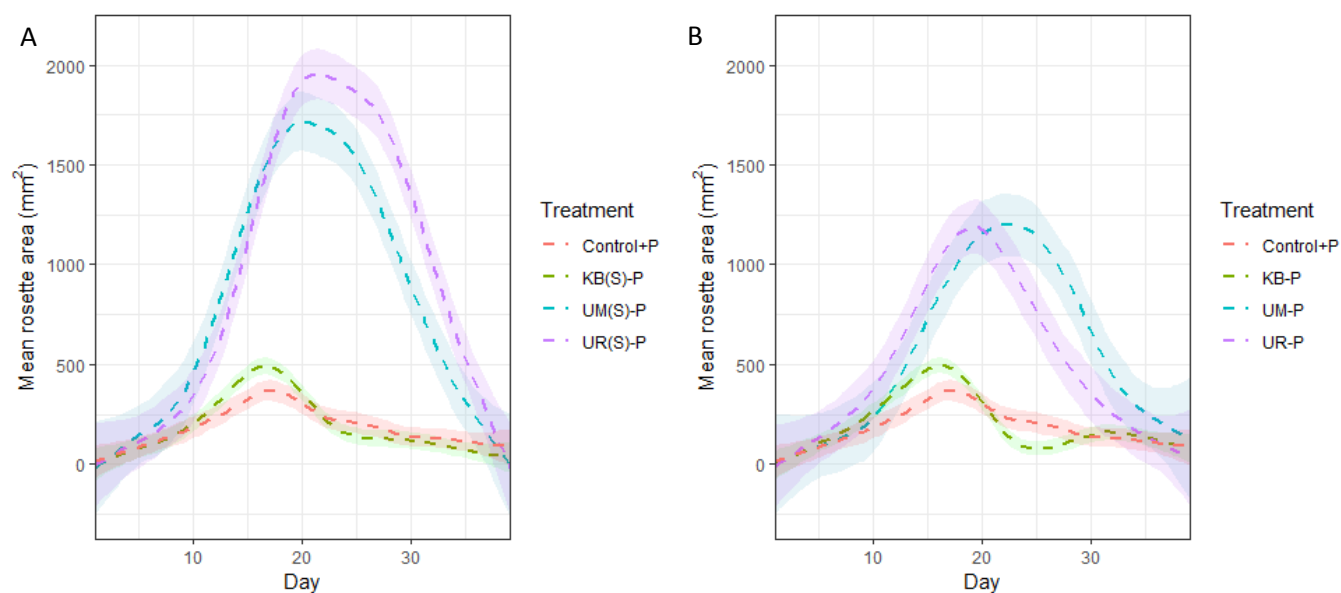 A
Mean rosette area (mm²)
2000
1500
1000
500
0
10
20
30
Day
Treatment
Control+P
KB(S)-P
UM(S)-P
UR(S)-P
B
Mean rosette area (mm²)
2000
1500
1000
500
0
10
20
30
Day
Treatment
Control+P
KB-P
UM-P
UR-P